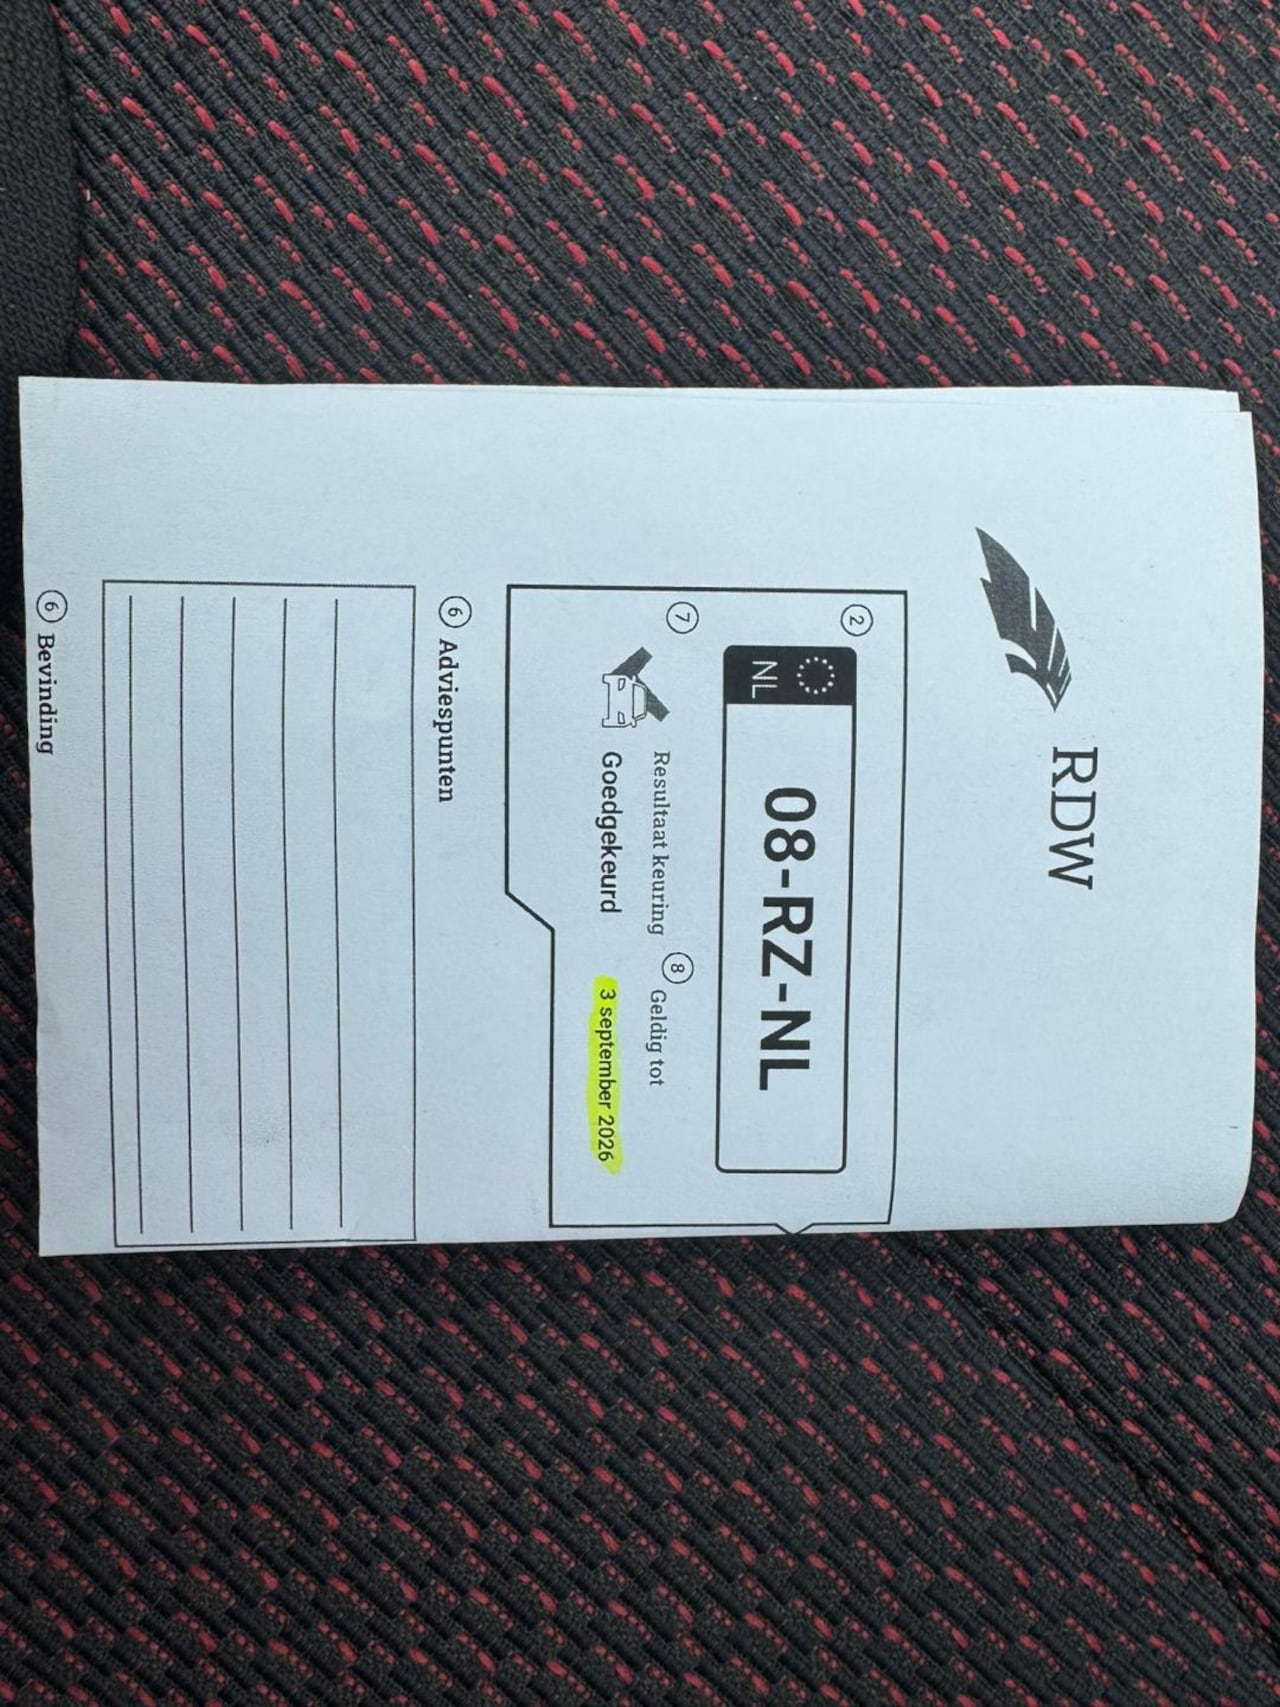 RDW
2
NL 08-RZ-NL
7 Resultaat keuring 8 Geldig tot
Goedgekeurd 3 september 2026
6 Adviespunten
6 Bevinding